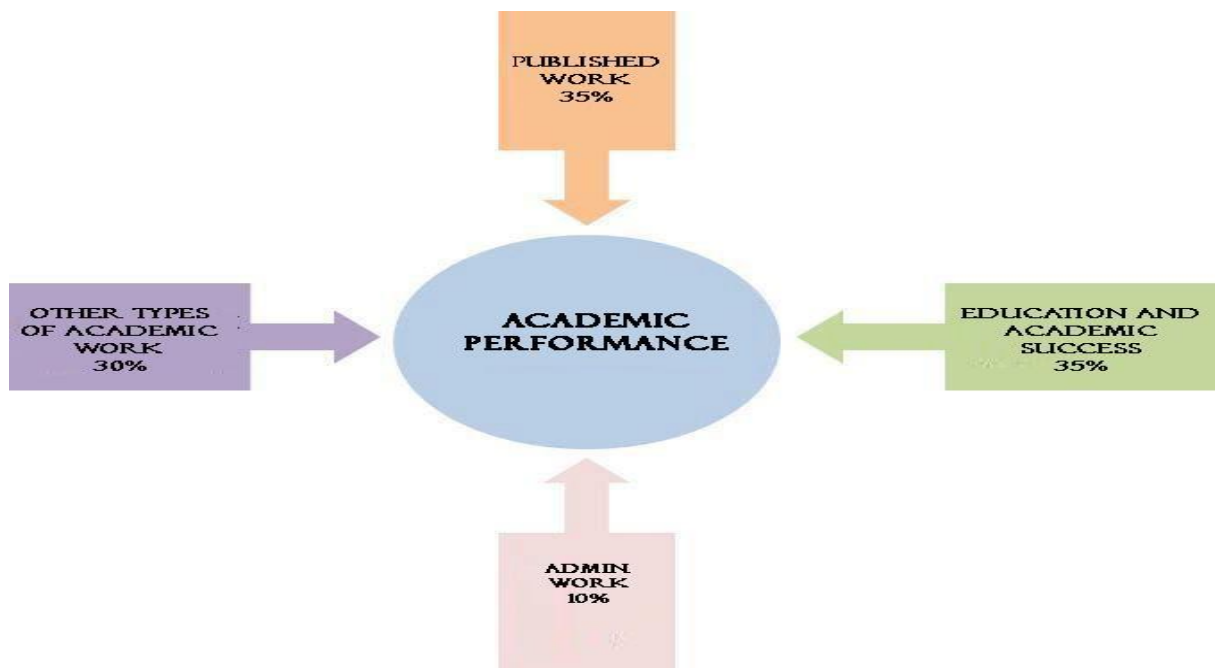 PUBLISHED
WORK
35%
OTHER TYPES
OF ACADEMIC
WORK
30%
ACADEMIC
PERFORMANCE
EDUCATION AND
ACADEMIC
SUCCESS
35%
ADMIN
WORK
10%